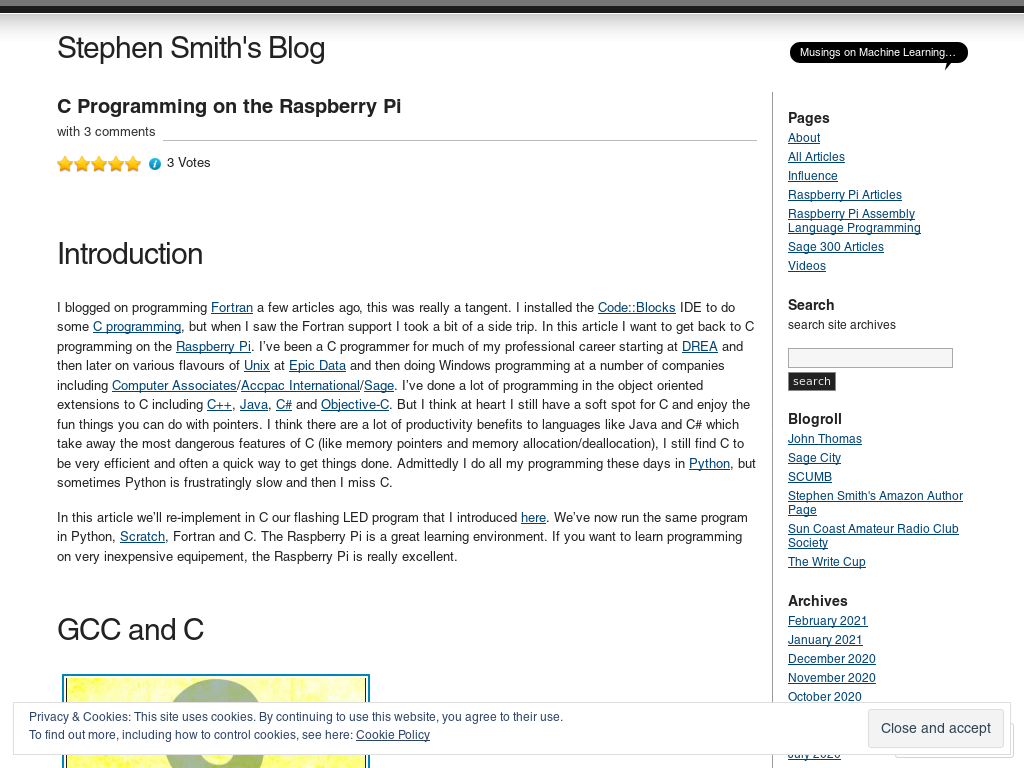 Stephen Smith's Blog
Musings on Machine Learning…
C Programming on the Raspberry Pi
with 3 comments
3 Votes
Introduction
I blogged on programming Fortran a few articles ago, this was really a tangent. I installed the Code::Blocks IDE to do
some C programming, but when I saw the Fortran support I took a bit of a side trip. In this article I want to get back to C
programming on the Raspberry Pi. I’ve been a C programmer for much of my professional career starting at DREA and
then later on various flavours of Unix at Epic Data and then doing Windows programming at a number of companies
including Computer Associates/Accpac International/Sage. I’ve done a lot of programming in the object oriented
extensions to C including C++, Java, C# and Objective-C. But I think at heart I still have a soft spot for C and enjoy the
fun things you can do with pointers. I think there are a lot of productivity benefits to languages like Java and C# which
take away the most dangerous features of C (like memory pointers and memory allocation/deallocation), I still find C to
be very efficient and often a quick way to get things done. Admittedly I do all my programming these days in Python, but
sometimes Python is frustratingly slow and then I miss C.
In this article we’ll re-implement in C our flashing LED program that I introduced here. We’ve now run the same program
in Python, Scratch, Fortran and C. The Raspberry Pi is a great learning environment. If you want to learn programming
on very inexpensive equipement, the Raspberry Pi is really excellent.
GCC and C
Pages
About
All Articles
Influence
Raspberry Pi Articles
Raspberry Pi Assembly
Language Programming
Sage 300 Articles
Videos
Search
search site archives
search
Blogroll
John Thomas
Sage City
SCUMB
Stephen Smith's Amazon Author
Page
Sun Coast Amateur Radio Club
Society
The Write Cup
Archives
February 2021
January 2021
December 2020
November 2020
October 2020
July 2020
Privacy & Cookies: This site uses cookies. By continuing to use this website, you agree to their use.
To find out more, including how to control cookies, see here: Cookie Policy
Close and accept